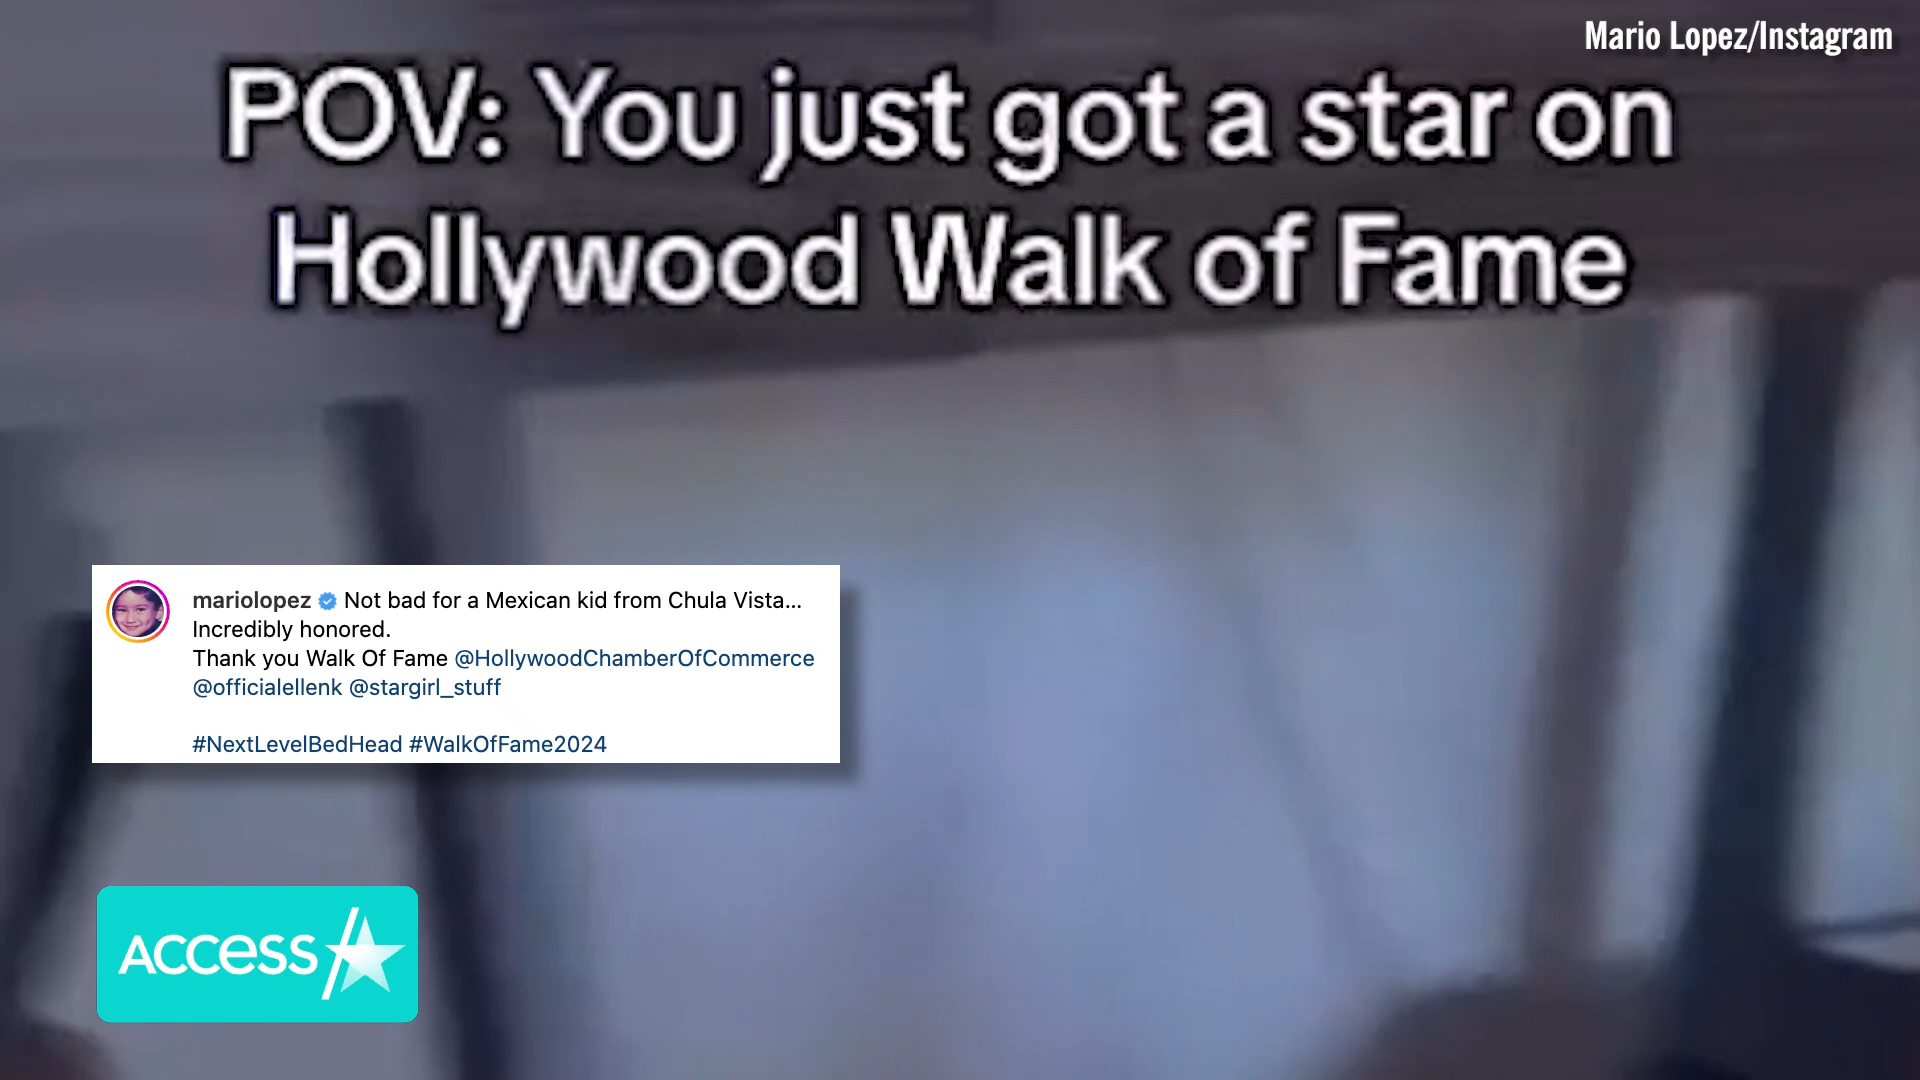 Mario Lopez/Instagram
POV: You just got a star on
Hollywood Walk of Fame
mariolopez Not bad for a Mexican kid from Chula Vista...
Incredibly honored.
Thank you Walk Of Fame @HollywoodChamberOfCommerce
@officialellenk @stargirl_stuff
#NextLevelBedHead #WalkOfFame2024
ACCESS